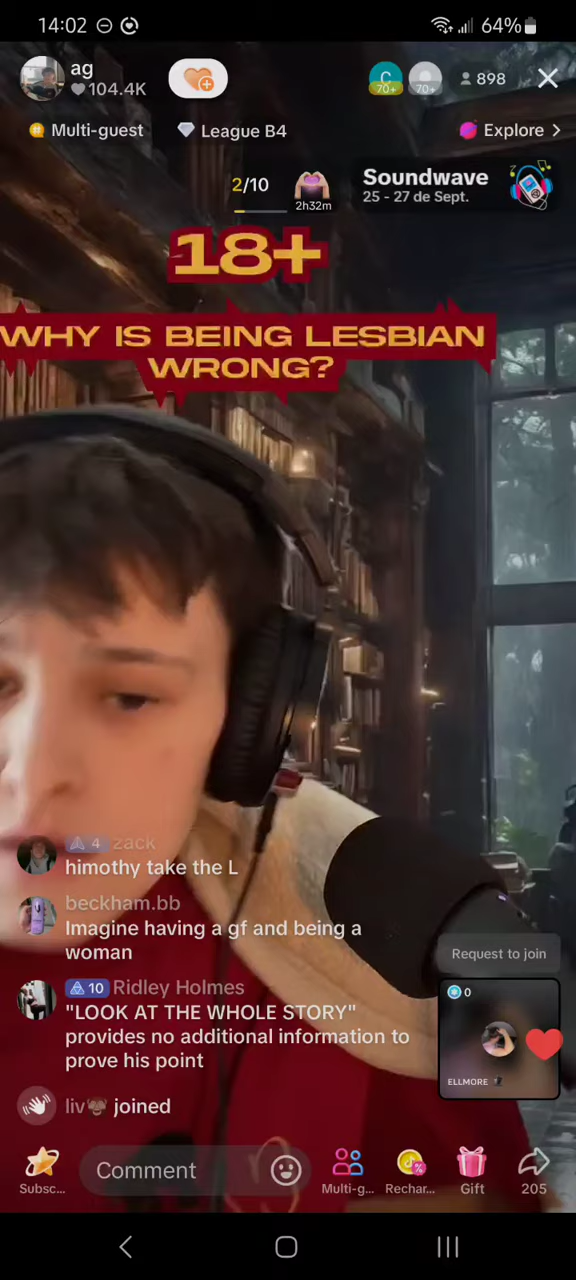 14:02
64%
ag
104.4K
C
70+
70+
898
Multi-guest
League B4
Explore >
2/10
2h32m
Soundwave
25 - 27 de Sept.
18+
WHY IS BEING LESBIAN
WRONG?
4 zack
himothy take the L
beckham.bb
Imagine having a gf and being a
woman
10 Ridley Holmes
"LOOK AT THE WHOLE STORY"
provides no additional information to
prove his point
liv joined
Request to join
0
ELLMORE
Comment
Subsc...
Multi-g...
Rechar...
Gift
205